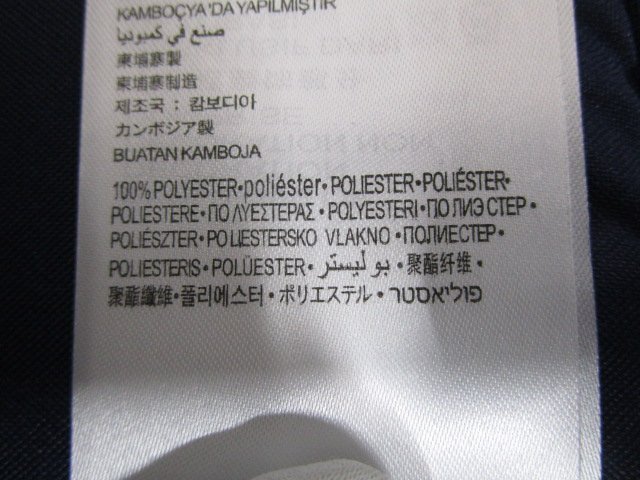 KAMBOÇYA'DA YAPILMIŞTIR
صنع في كمبوديا
柬埔寨製
柬埔寨制造
제조국 : 캄보디아
カンボジア製
BUATAN KAMBOJA
100% POLYESTER•poliéster•POLIESTER•POLIÉSTER•
POLIESTERE•ΠΟΛΥΕΣΤΕΡΑΣ•POLYESTERI•ПОЛИЭСТЕР•
POLIÉSZTER•POLIESTERSKO VLAKNO•ПОЛИЕСТЕР•
POLIESTERIS•POLÜESTER•بوليستر•聚酯纤维•
聚酯纖維•폴리에스터•ポリエステル•פוליאסטר